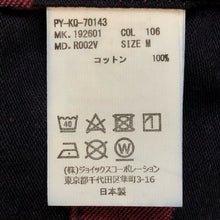 PY-KQ-70143
MK. 192601 COL 106
MD. R002V SIZE M
コットン 100%
(株)ジョイックスコーポレーション
東京都千代田区隼町3-16
日本製